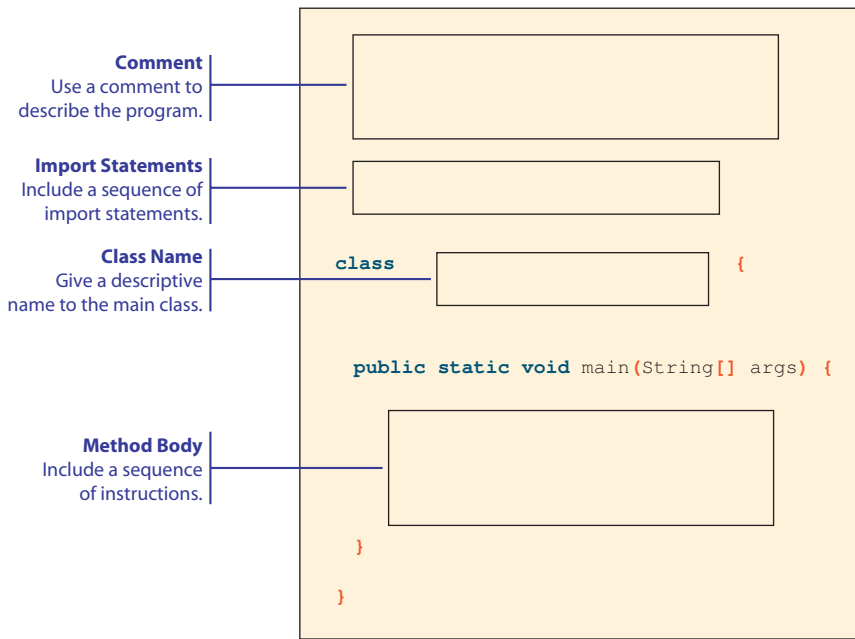 Comment
Use a comment to
describe the program.
Import Statements
Include a sequence of
import statements.
Class Name
Give a descriptive
name to the main class.
class {
public static void main(String[] args) {
Method Body
Include a sequence
of instructions.
}
}